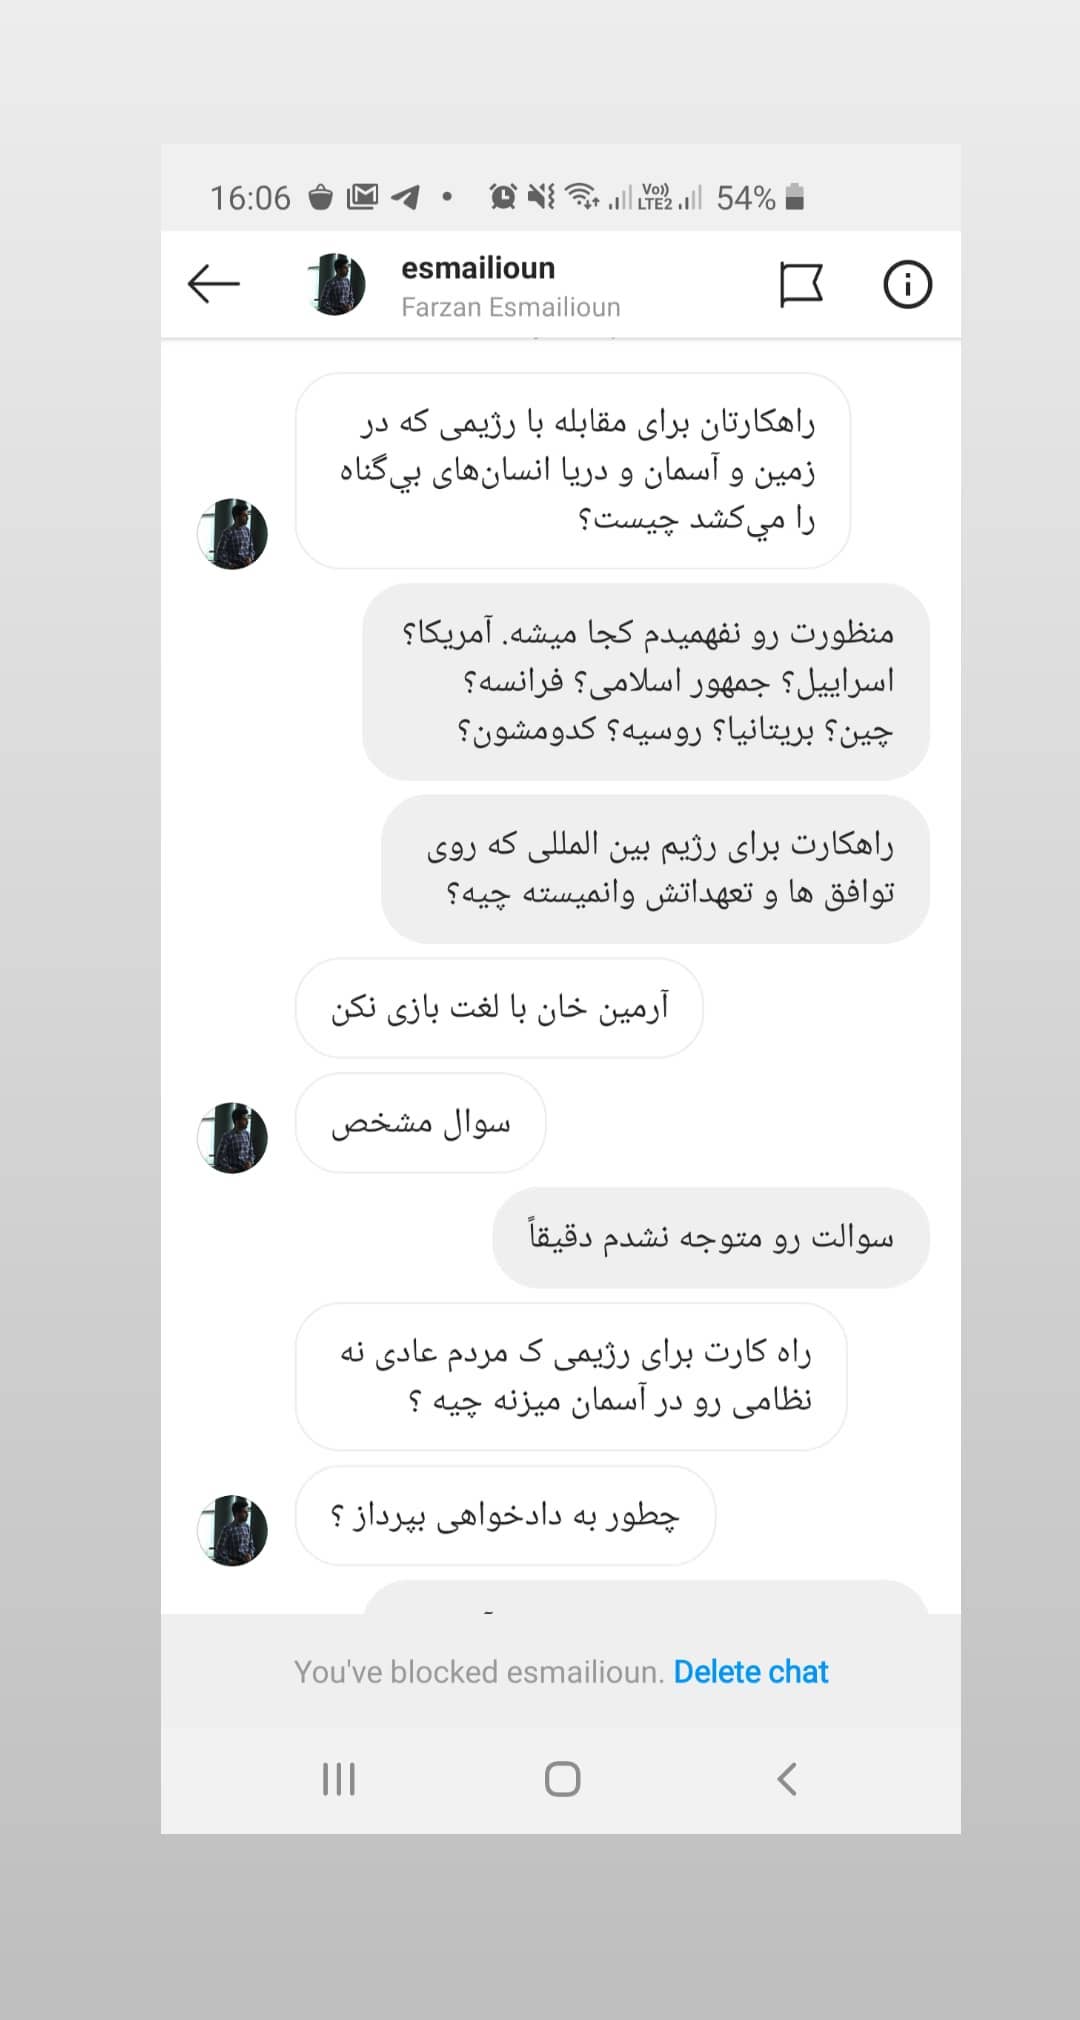 16:06
Vo))
LTE2
54%
esmailioun
Farzan Esmailioun
راهکارتان برای مقابله با رژیمی که در
زمین و آسمان و دریا انسان‌های بي‌گناه
را مي‌کشد چیست؟
منظورت رو نفهمیدم کجا میشه. آمریکا؟
اسراییل؟ جمهور اسلامی؟ فرانسه؟
چین؟ بریتانیا؟ روسیه؟ کدومشون؟
راهکارت برای رژیم بین المللی که روی
توافق ها و تعهداتش وانمیسته چیه؟
آرمین خان با لغت بازی نکن
سوال مشخص
سوالت رو متوجه نشدم دقیقاً
راه کارت برای رژیمی ک مردم عادی نه
نظامی رو در آسمان میزنه چیه ؟
چطور به دادخواهی بپرداز ؟
You've blocked esmailioun. Delete chat